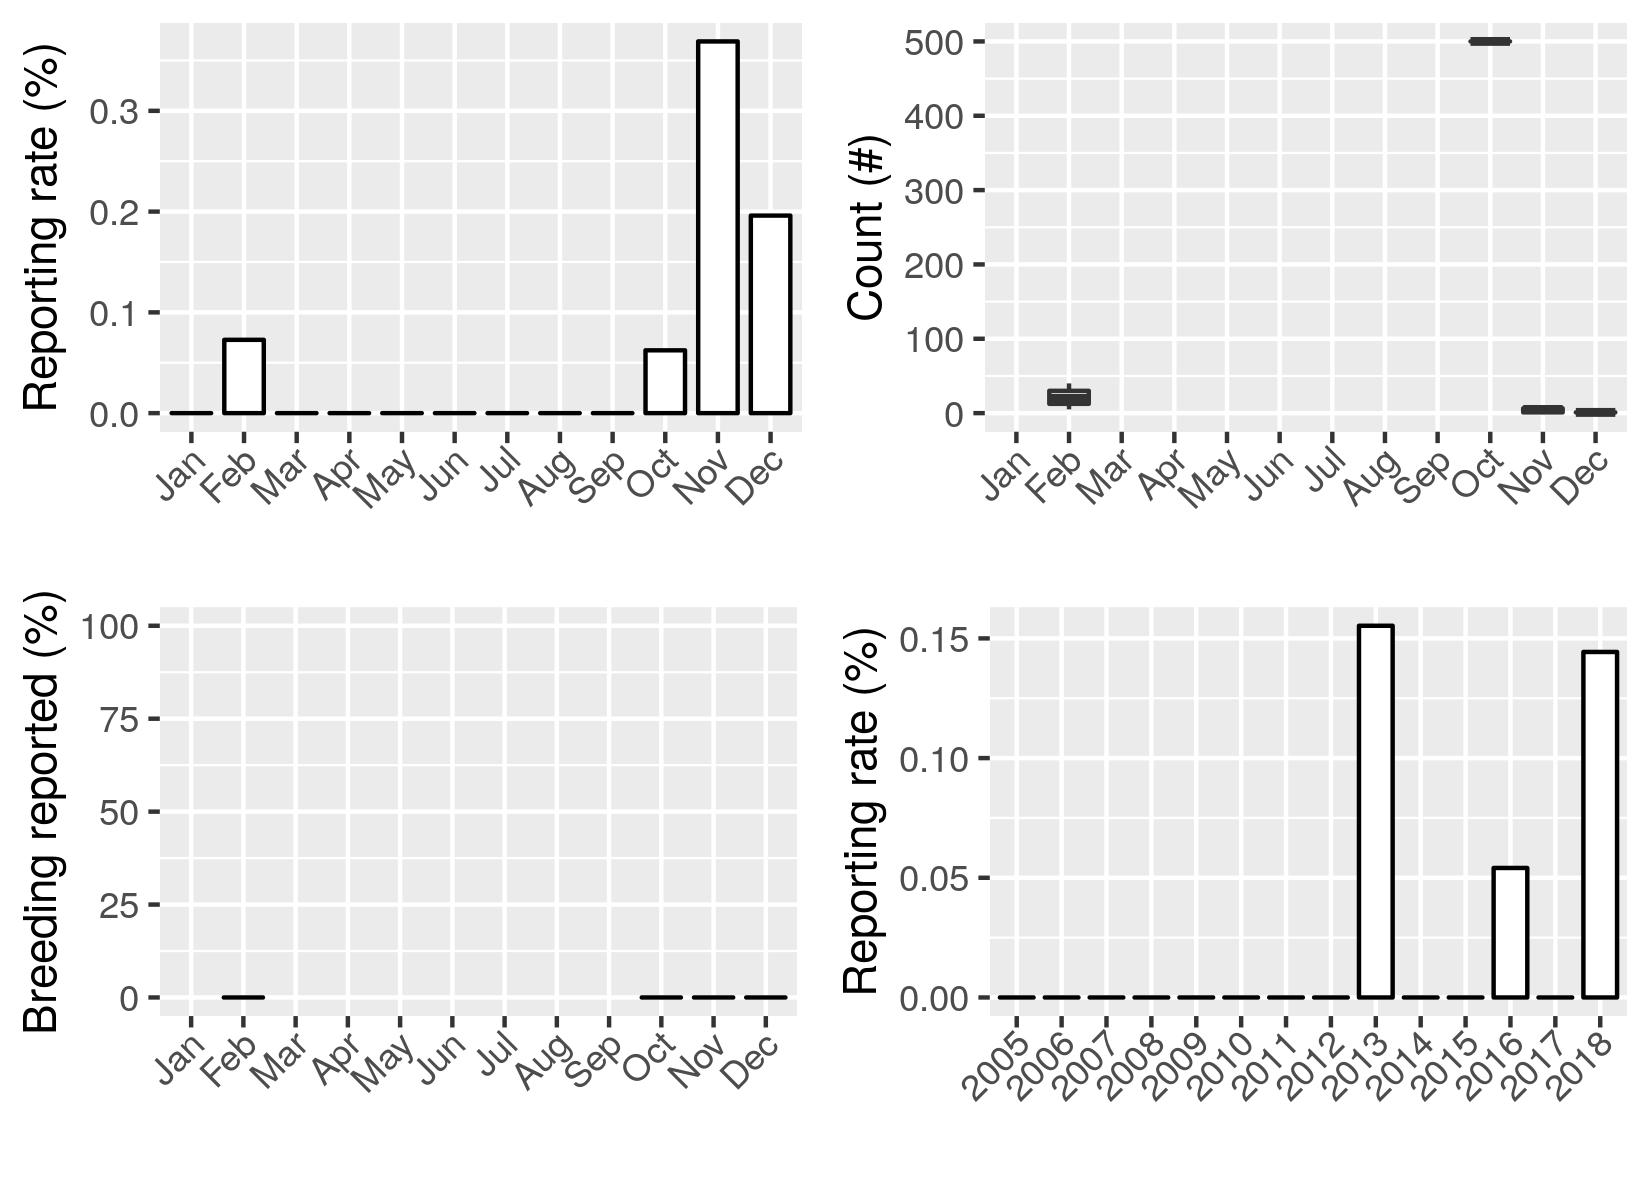 Reporting rate (%)
0.3
0.2
0.1
0.0
Jan Feb Mar Apr May Jun Jul Aug Sep Oct Nov Dec
Count (#)
500
400
300
200
100
0
Jan Feb Mar Apr May Jun Jul Aug Sep Oct Nov Dec
Breeding reported (%)
100
75
50
25
0
Jan Feb Mar Apr May Jun Jul Aug Sep Oct Nov Dec
Reporting rate (%)
0.15
0.10
0.05
0.00
2005 2006 2007 2008 2009 2010 2011 2012 2013 2014 2015 2016 2017 2018